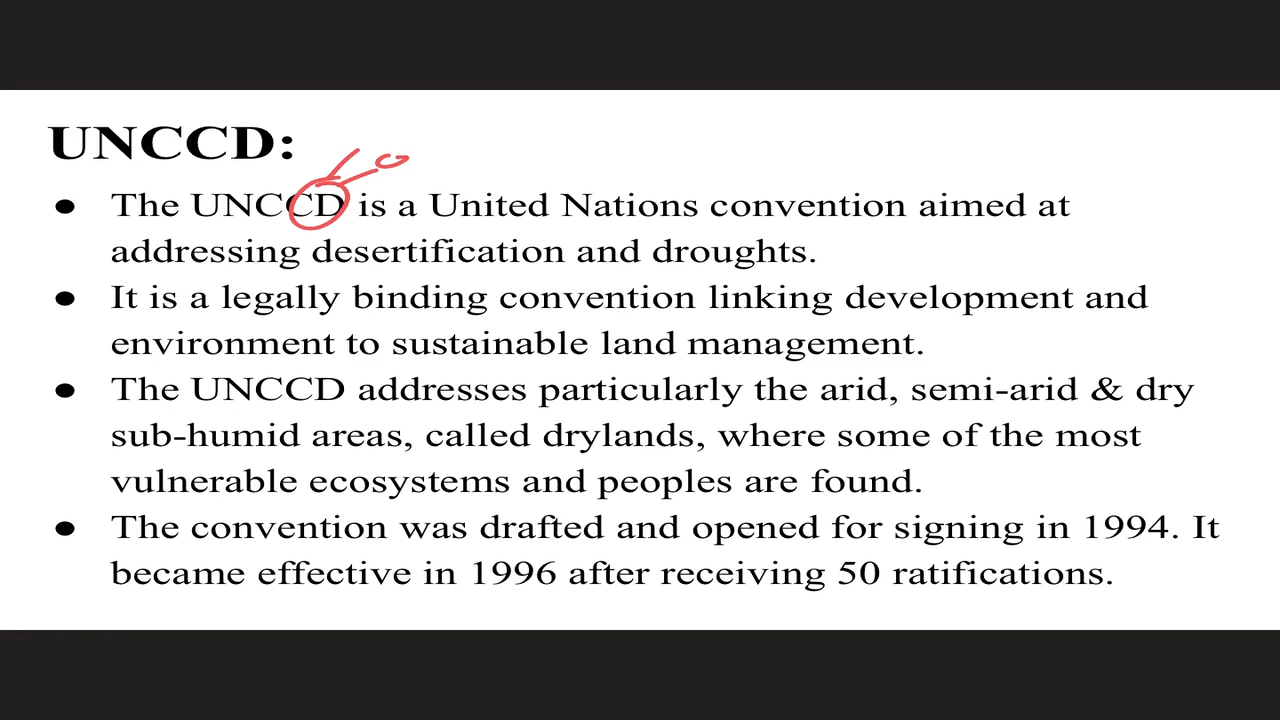 UNCCD:
● The UNCCD is a United Nations convention aimed at
addressing desertification and droughts.
● It is a legally binding convention linking development and
environment to sustainable land management.
● The UNCCD addresses particularly the arid, semi-arid & dry
sub-humid areas, called drylands, where some of the most
vulnerable ecosystems and peoples are found.
● The convention was drafted and opened for signing in 1994. It
became effective in 1996 after receiving 50 ratifications.